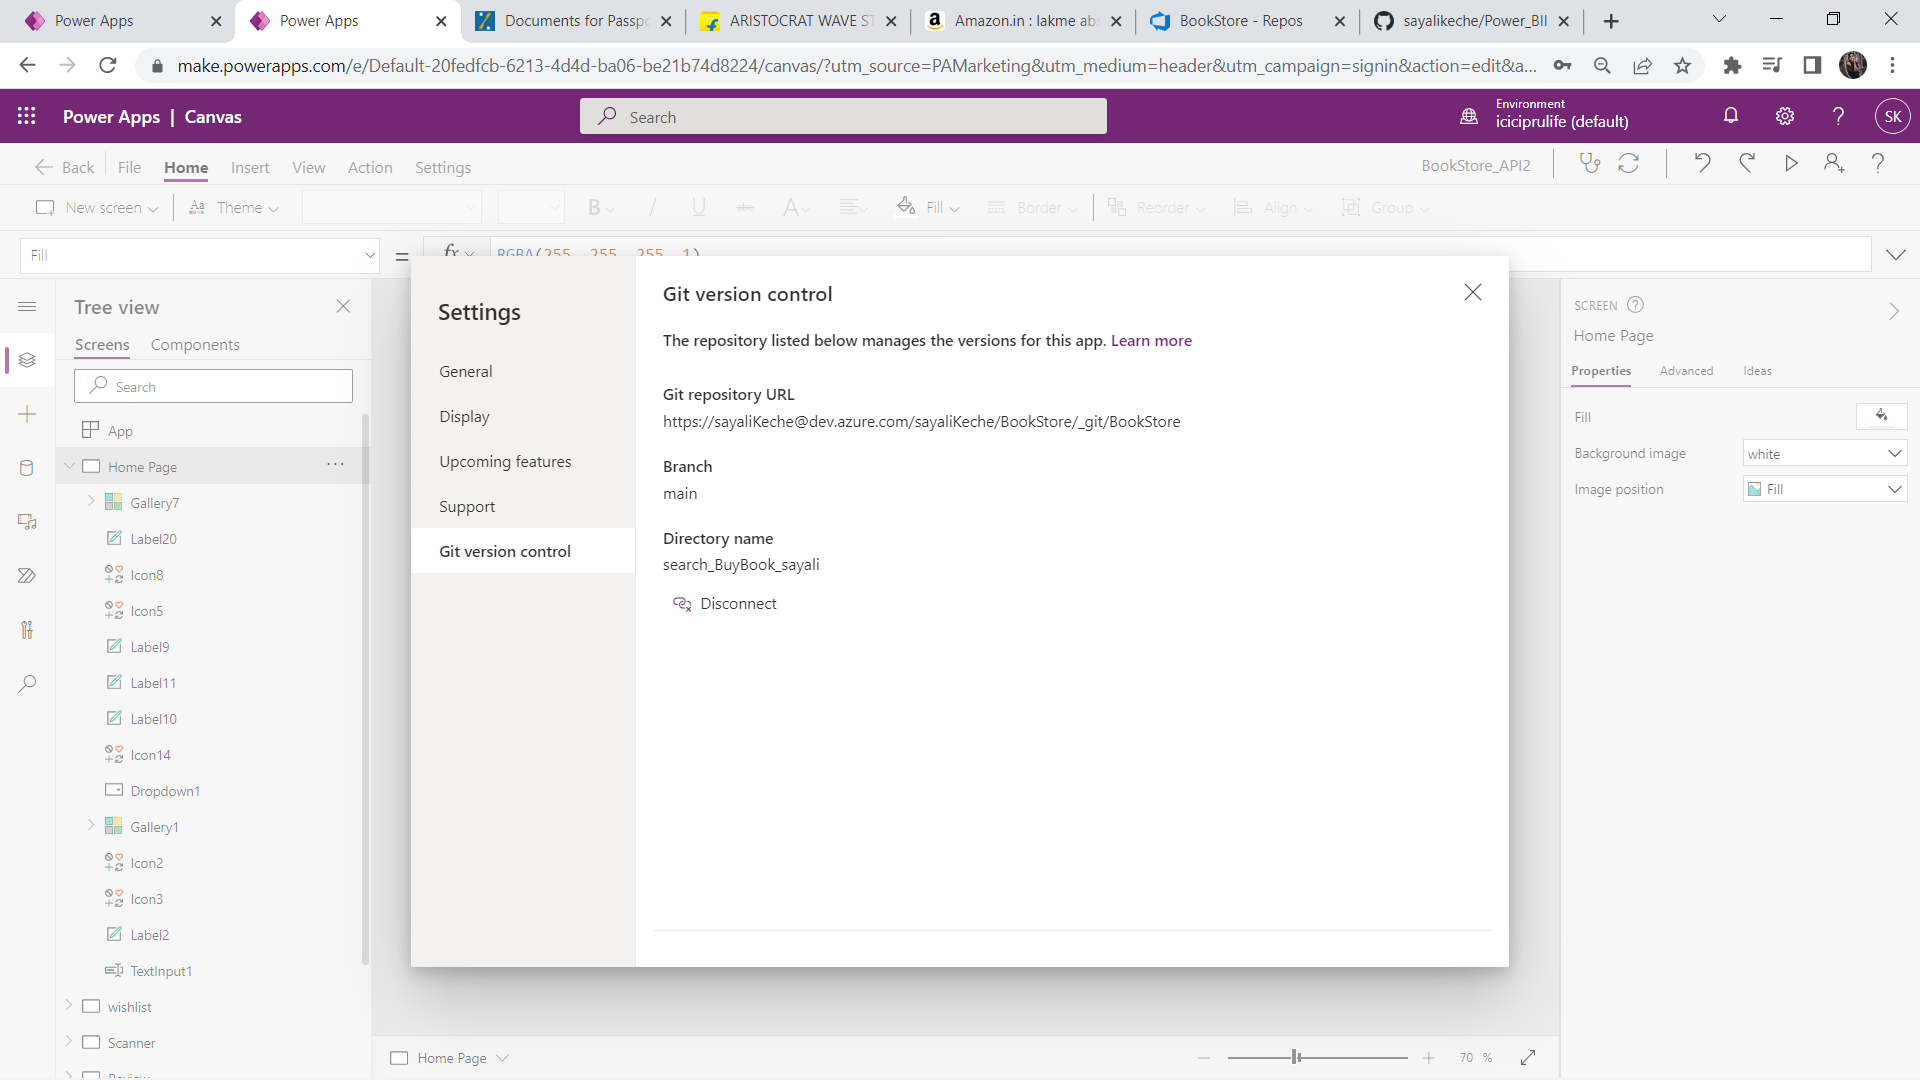 Power Apps
Power Apps
Documents for Passpo
ARISTOCRAT WAVE ST
Amazon.in : lakme abs
BookStore - Repos
sayalikeche/Power_BII
make.powerapps.com/e/Default-20fedfcb-6213-4d4d-ba06-be21b74d8224/canvas/?utm_source=PAMarketing&utm_medium=header&utm_campaign=signin&action=edit&a...
Power Apps | Canvas
Search
Environment
iciciprulife (default)
SK
Back
File
Home
Insert
View
Action
Settings
BookStore_API2
New screen
Theme
B
/
U
abc
A
Fill
Border
Reorder
Align
Group
Fill
=
fx
RGBA(255, 255, 255, 1)
Tree view
Screens
Components
Search
App
Home Page
...
Gallery7
Label20
Icon8
Icon5
Label9
Label11
Label10
Icon14
Dropdown1
Gallery1
Icon2
Icon3
Label2
TextInput1
wishlist
Scanner
Settings
General
Display
Upcoming features
Support
Git version control
Git version control
The repository listed below manages the versions for this app. Learn more
Git repository URL
https://sayaliKeche@dev.azure.com/sayaliKeche/BookStore/_git/BookStore
Branch
main
Directory name
search_BuyBook_sayali
Disconnect
SCREEN
Home Page
Properties
Advanced
Ideas
Fill
Background image
white
Image position
Fill
Home Page
70 %